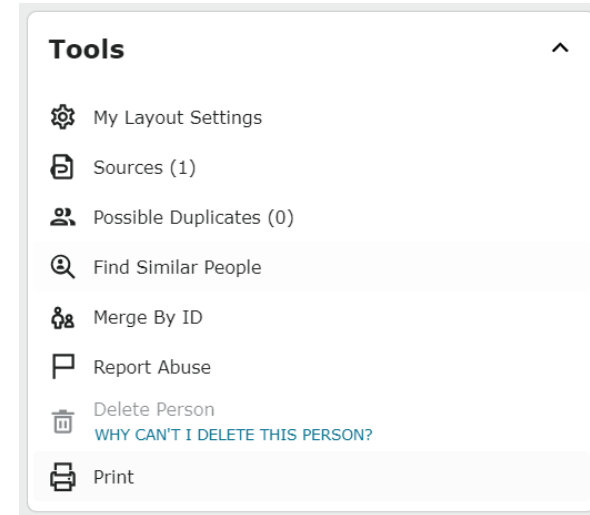 Tools
My Layout Settings
Sources (1)
Possible Duplicates (0)
Find Similar People
Merge By ID
Report Abuse
Delete Person
WHY CAN'T I DELETE THIS PERSON?
Print